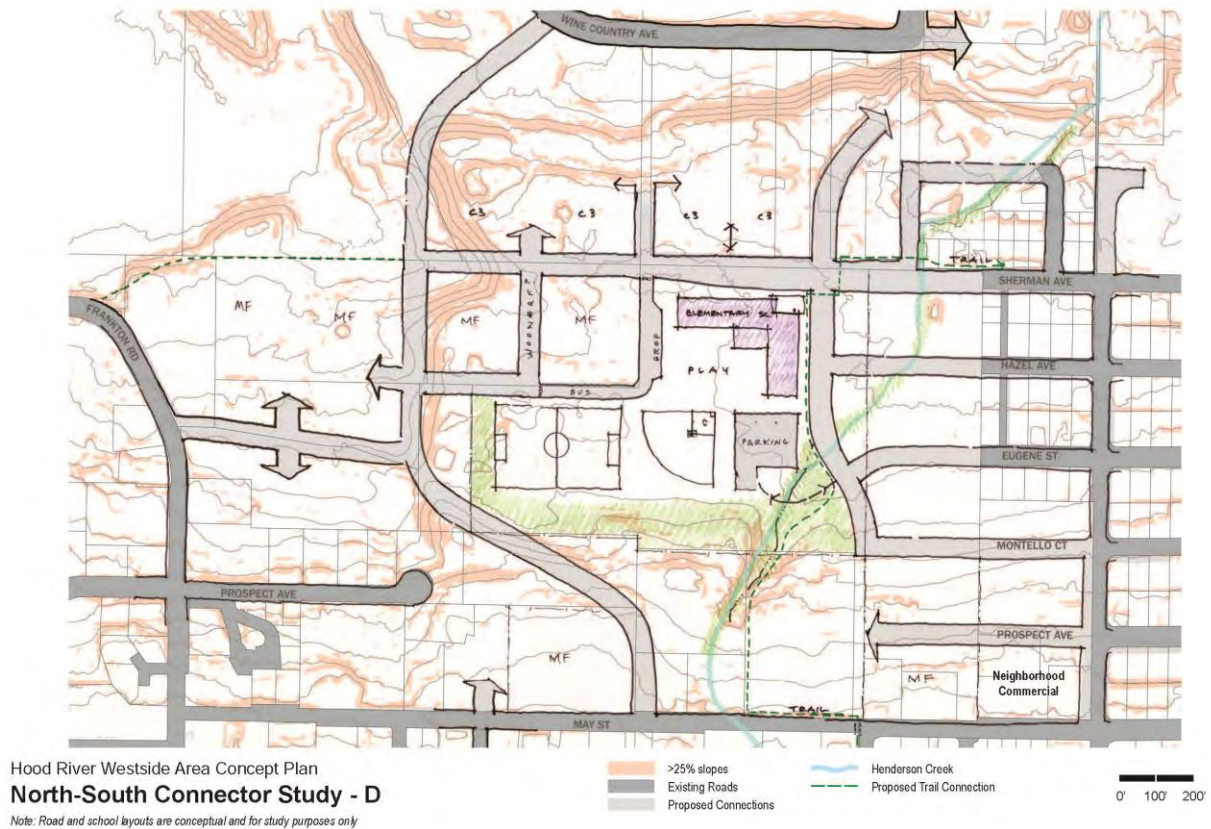 WINE COUNTRY AVE
C3
C3
C3
C3
TRAIL
SHERMAN AVE
FRANKTON RD
MF
MF
MF
WOONERF
MF
DROP
ELEMENTARY SC.
PLAY
HAZEL AVE
BUS
PARKING
EUGENE ST
MONTELLO CT
PROSPECT AVE
PROSPECT AVE
MF
MF
Neighborhood
Commercial
TRAIL
MAY ST
Hood River Westside Area Concept Plan
North-South Connector Study - D
Note: Road and school layouts are conceptual and for study purposes only
>25% slopes
Existing Roads
Proposed Connections
Henderson Creek
Proposed Trail Connection
0' 100' 200'